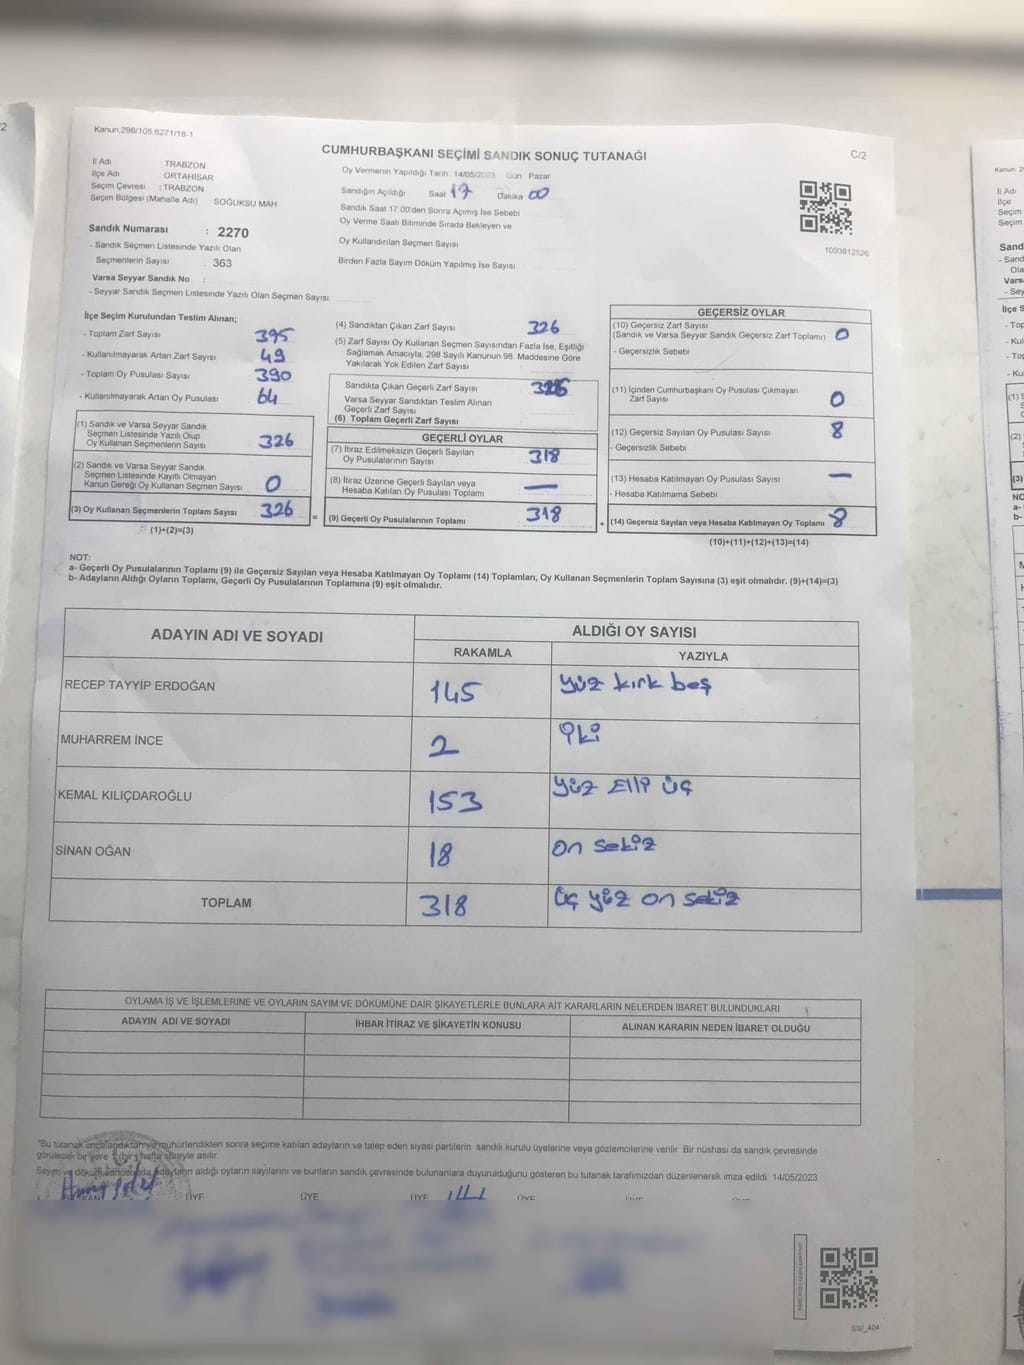 Kanun,298/105,6271/16-1
CUMHURBAŞKANI SEÇİMİ SANDIK SONUÇ TUTANAĞI
C/2
İl Adı TRABZON
İlçe Adı ORTAHİSAR
Seçim Çevresi : TRABZON
Seçim Bölgesi (Mahalle Adı) SOĞUKSU MAH
Oy Vermenin Yapıldığı Tarih 14/05/2023 Gün Pazar
Sandığın Açıldığı Saat 17 Dakika 00
Sandık Saat 17.00'den Sonra Açımış İse Sebebi
Oy Verme Saati Bitiminde Sırada Bekleyen ve
Oy Kullandırılan Seçmen Sayısı
Birden Fazla Sayım Döküm Yapılmış İse Sayısı
1093812526
Sandık Numarası : 2270
- Sandık Seçmen Listesinde Yazılı Olan
Seçmenlerin Sayısı 363
Varsa Seyyar Sandık No :
- Seyyar Sandık Seçmen Listesinde Yazılı Olan Seçmen Sayısı
İlçe Seçim Kurulundan Teslim Alınan;
- Toplam Zarf Sayısı 395
- Kullanılmayarak Artan Zarf Sayısı 49
- Toplam Oy Pusulası Sayısı 390
- Kullanılmayarak Artan Oy Pusulası 64
(1) Sandık ve Varsa Seyyar Sandık
Seçmen Listesinde Yazılı Olup
Oy Kullanan Seçmenlerin Sayısı 326
(2) Sandık ve Varsa Seyyar Sandık
Seçmen Listesinde Kayıtlı Olmayan
Kanun Gereği Oy Kullanan Seçmen Sayısı 0
(3) Oy Kullanan Seçmenlerin Toplam Sayısı 326
(1)+(2)=(3)
(4) Sandıktan Çıkan Zarf Sayısı 326
(5) Zarf Sayısı Oy Kullanan Seçmen Sayısından Fazla İse, Eşitliği
Sağlamak Amacıyla, 298 Sayılı Kanunun 98. Maddesine Göre
Yakılarak Yok Edilen Zarf Sayısı
Sandıkta Çıkan Geçerli Zarf Sayısı 326
Varsa Seyyar Sandıktan Teslim Alınan
Geçerli Zarf Sayısı
(6) Toplam Geçerli Zarf Sayısı
GEÇERLİ OYLAR
(7) İtiraz Edilmeksizin Geçerli Sayılan
Oy Pusulalarının Sayısı 318
(8) İtiraz Üzerine Geçerli Sayılan veya
Hesaba Katılan Oy Pusulası Toplamı —
= (9) Geçerli Oy Pusulalarının Toplamı 318 +
GEÇERSİZ OYLAR
(10) Geçersiz Zarf Sayısı
(Sandık ve Varsa Seyyar Sandık Geçersiz Zarf Toplamı) 0
- Geçersizlik Sebebi
(11) İçinden Cumhurbaşkanı Oy Pusulası Çıkmayan
Zarf Sayısı 0
(12) Geçersiz Sayılan Oy Pusulası Sayısı 8
- Geçersizlik Sebebi
(13) Hesaba Katılmayan Oy Pusulası Sayısı —
- Hesaba Katılmama Sebebi
(14) Geçersiz Sayılan veya Hesaba Katılmayan Oy Toplamı 8
(10)+(11)+(12)+(13)=(14)
NOT:
a- Geçerli Oy Pusulalarının Toplamı (9) ile Geçersiz Sayılan veya Hesaba Katılmayan Oy Toplamı (14) Toplamları, Oy Kullanan Seçmenlerin Toplam Sayısına (3) eşit olmalıdır. (9)+(14)=(3)
b- Adayların Aldığı Oyların Toplamı, Geçerli Oy Pusulalarının Toplamına (9) eşit olmalıdır.
ADAYIN ADI VE SOYADI
ALDIĞI OY SAYISI
RAKAMLA YAZIYLA
RECEP TAYYİP ERDOĞAN 145 yüz kırk beş
MUHARREM İNCE 2 iki
KEMAL KILIÇDAROĞLU 153 yüz Elli üç
SİNAN OĞAN 18 on sekiz
TOPLAM 318 üç yüz on sekiz
OYLAMA İŞ VE İŞLEMLERİNE VE OYLARIN SAYIM VE DÖKÜMÜNE DAİR ŞİKAYETLERLE BUNLARA AİT KARARLARIN NELERDEN İBARET BULUNDUKLARI
ADAYIN ADI VE SOYADI İHBAR İTİRAZ VE ŞİKAYETİN KONUSU ALINAN KARARIN NEDEN İBARET OLDUĞU
"Bu tutanak imzalandıktan ve mühürlendikten sonra seçime katılan adayların ve talep eden siyasi partilerin sandık kurulu üyelerine veya gözlemcilerine verilir. Bir nüshası da sandık çevresinde
görülecek bir yere 1 (bir) hafta süreyle asılır.
Sayım ve döküm sonucunda adayların aldığı oyların sayılarını ve bunların sandık çevresinde bulunanlara duyurulduğunu gösteren bu tutanak tarafımızdan düzenlenerek imza edildi. 14/05/2023
ÜYE ÜYE ÜYE ÜYE
SSİ_404